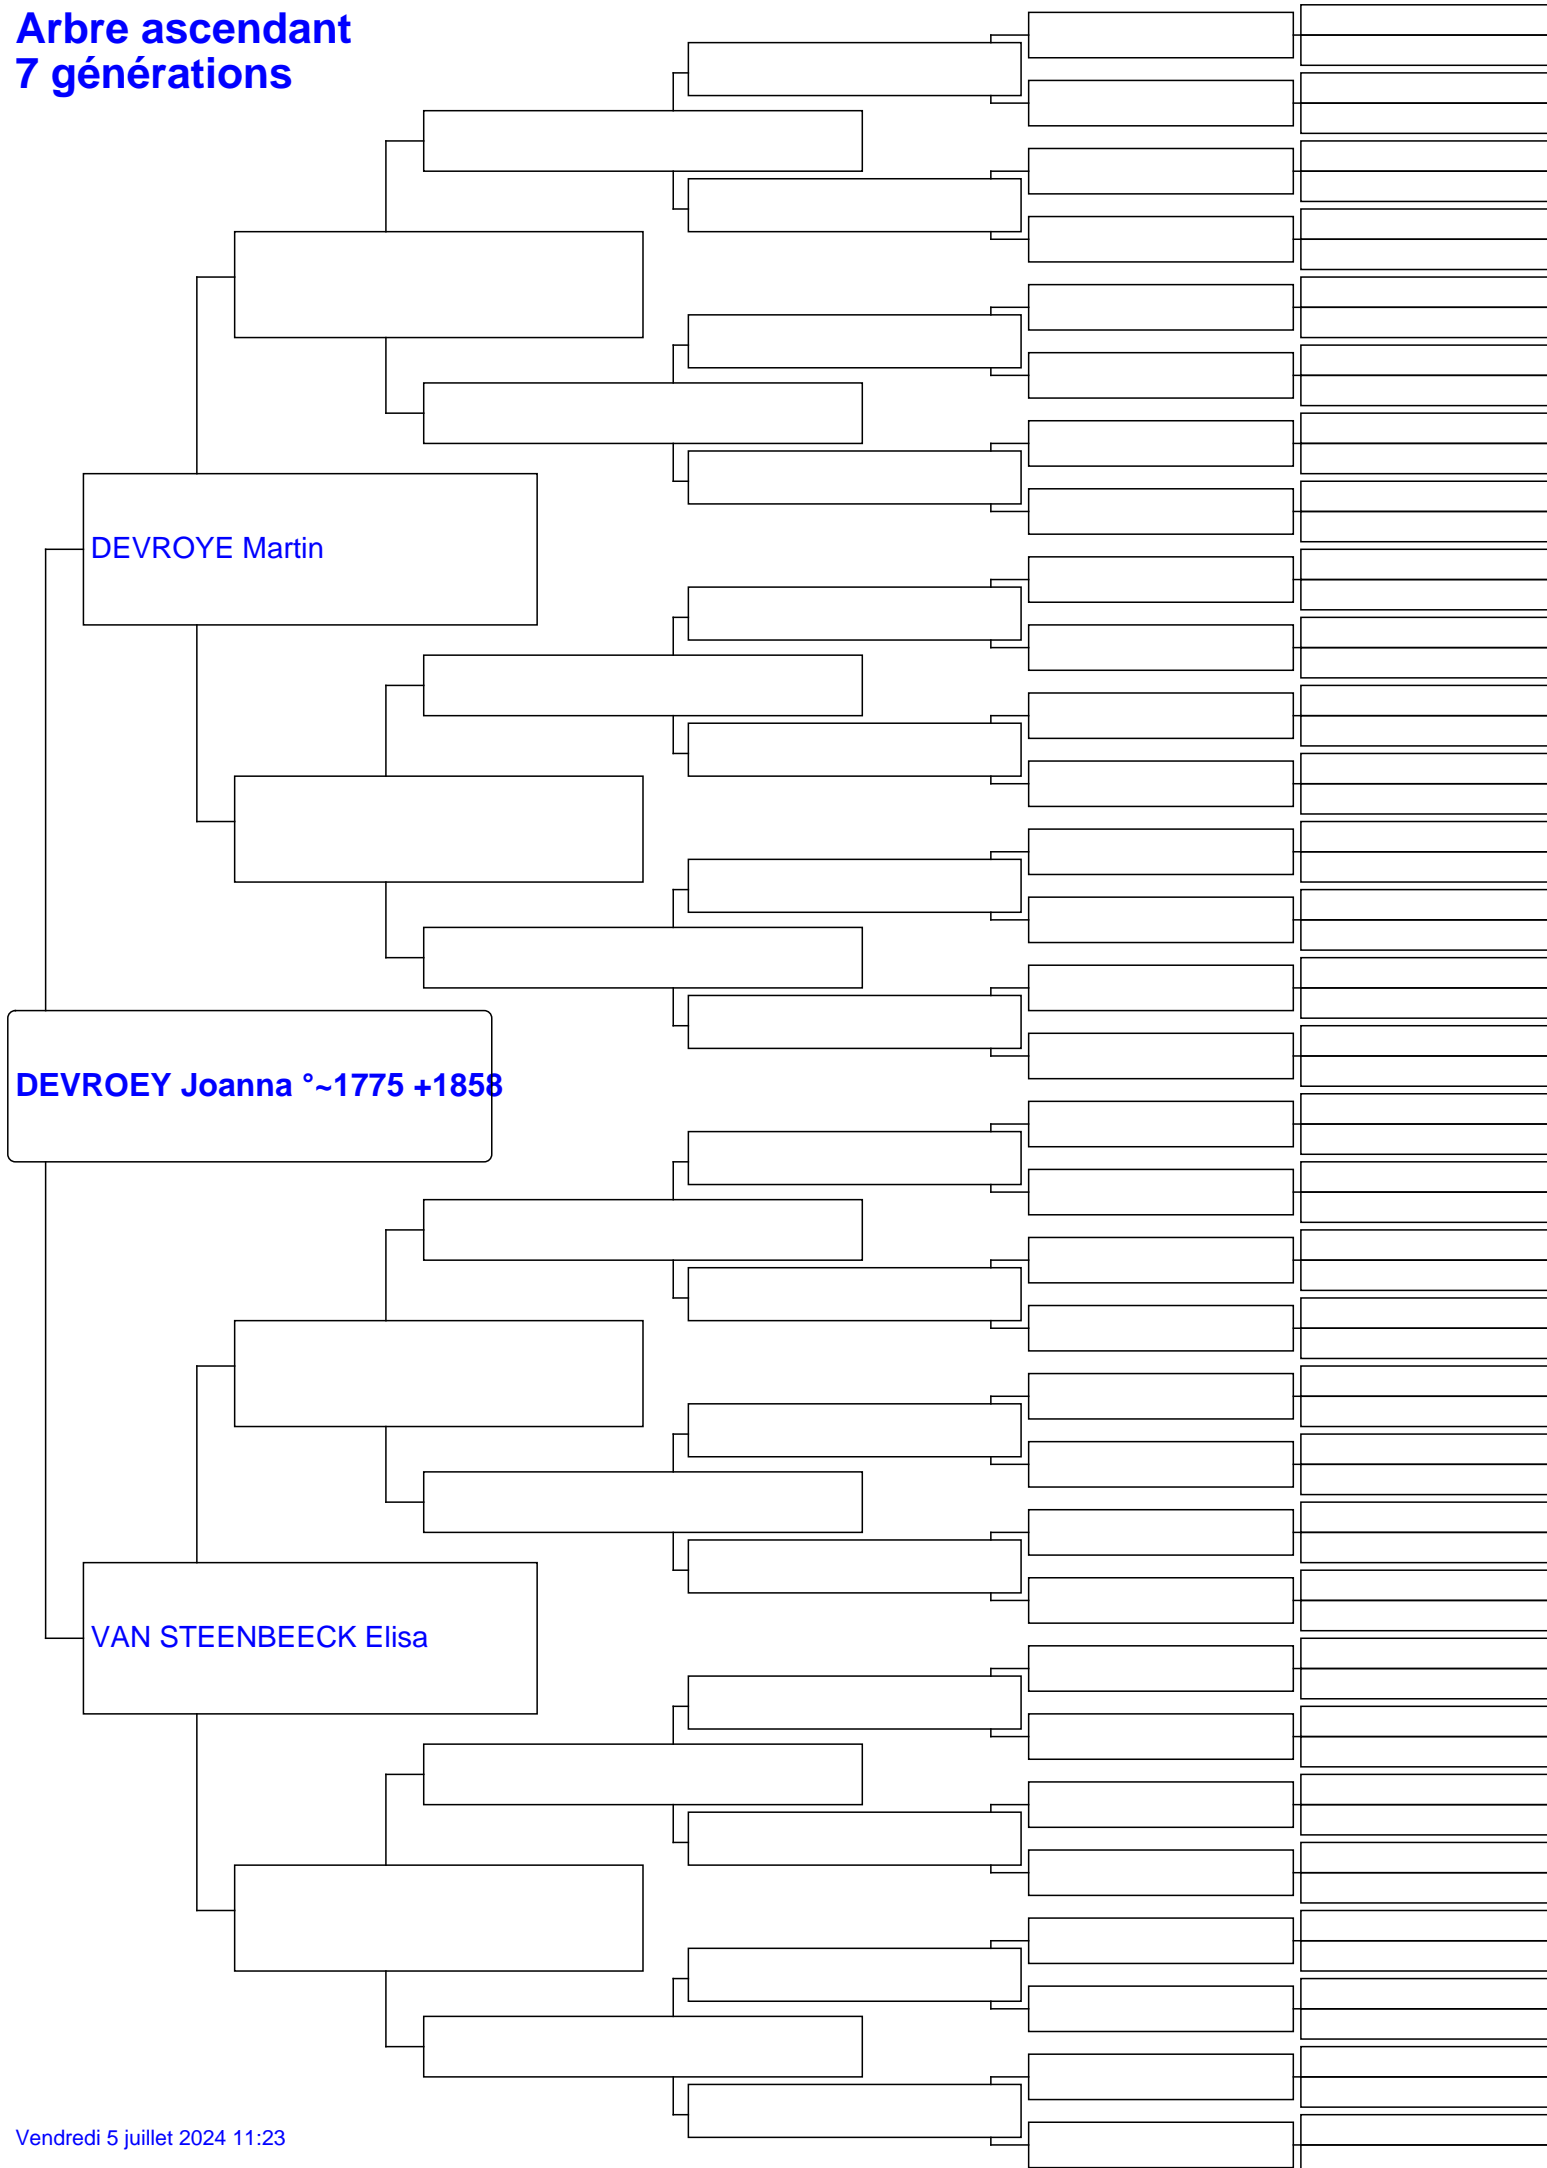 Arbre ascendant
7 générations
DEVROYE Martin
DEVROEY Joanna °~1775 +1858
VAN STEENBEECK Elisa
Vendredi 5 juillet 2024 11:23